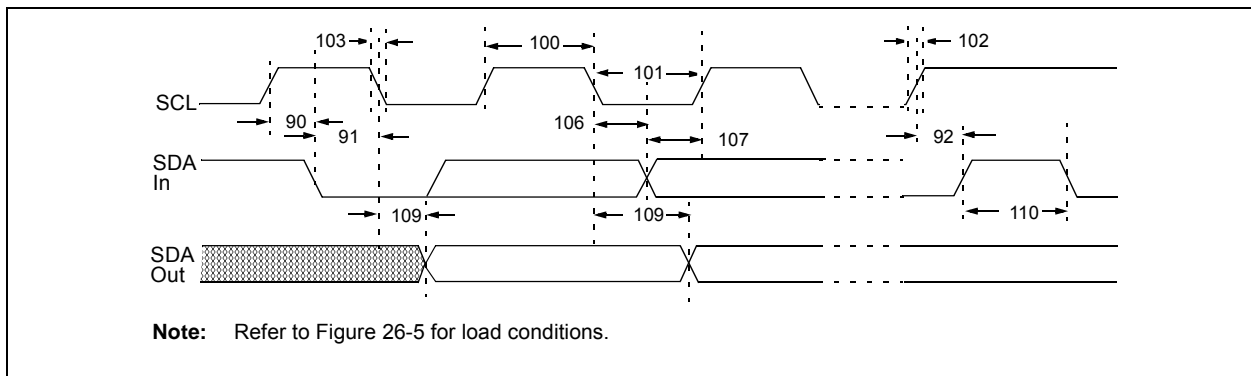 103
100
102
101
SCL
90
91
106
107
92
SDA
In
109
109
110
SDA
Out
Note: Refer to Figure 26-5 for load conditions.